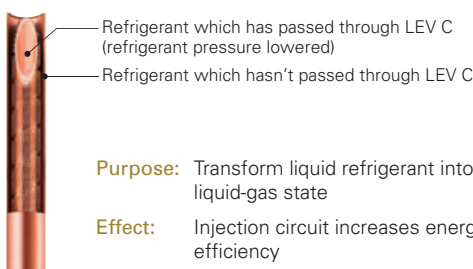 Refrigerant which has passed through LEV C
(refrigerant pressure lowered)
Refrigerant which hasn't passed through LEV C
Purpose: Transform liquid refrigerant into
liquid-gas state
Effect: Injection circuit increases energ
efficiency